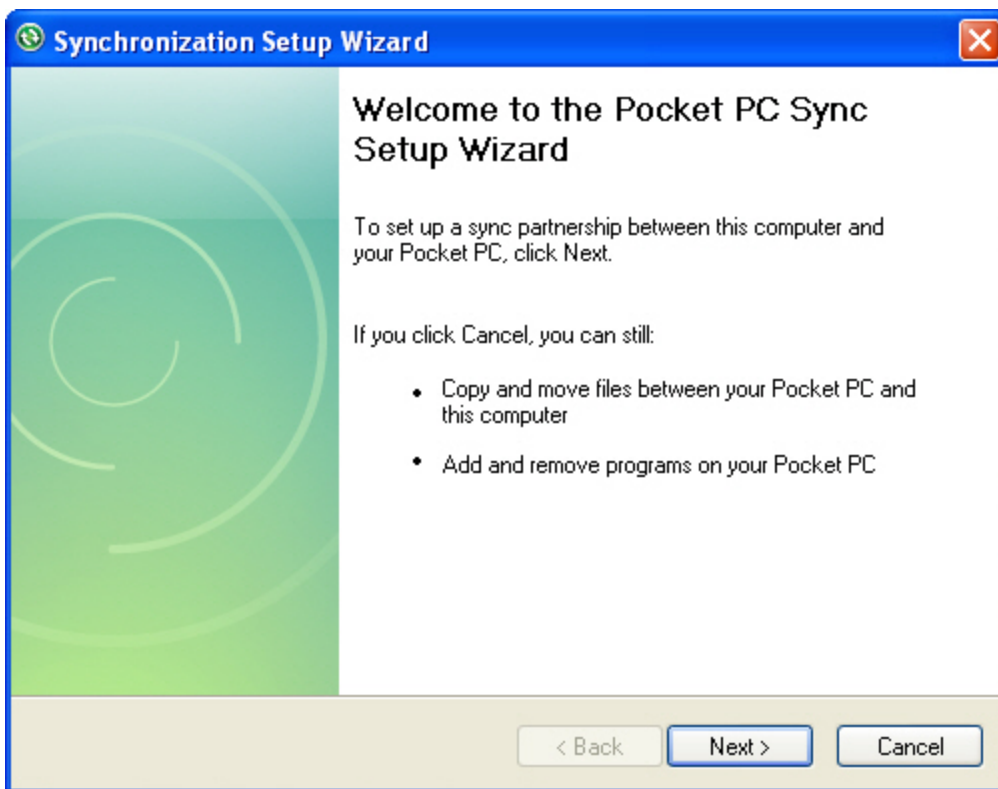 Synchronization Setup Wizard
Welcome to the Pocket PC Sync
Setup Wizard
To set up a sync partnership between this computer and
your Pocket PC, click Next.
If you click Cancel, you can still:
• Copy and move files between your Pocket PC and
this computer
• Add and remove programs on your Pocket PC
< Back
Next >
Cancel